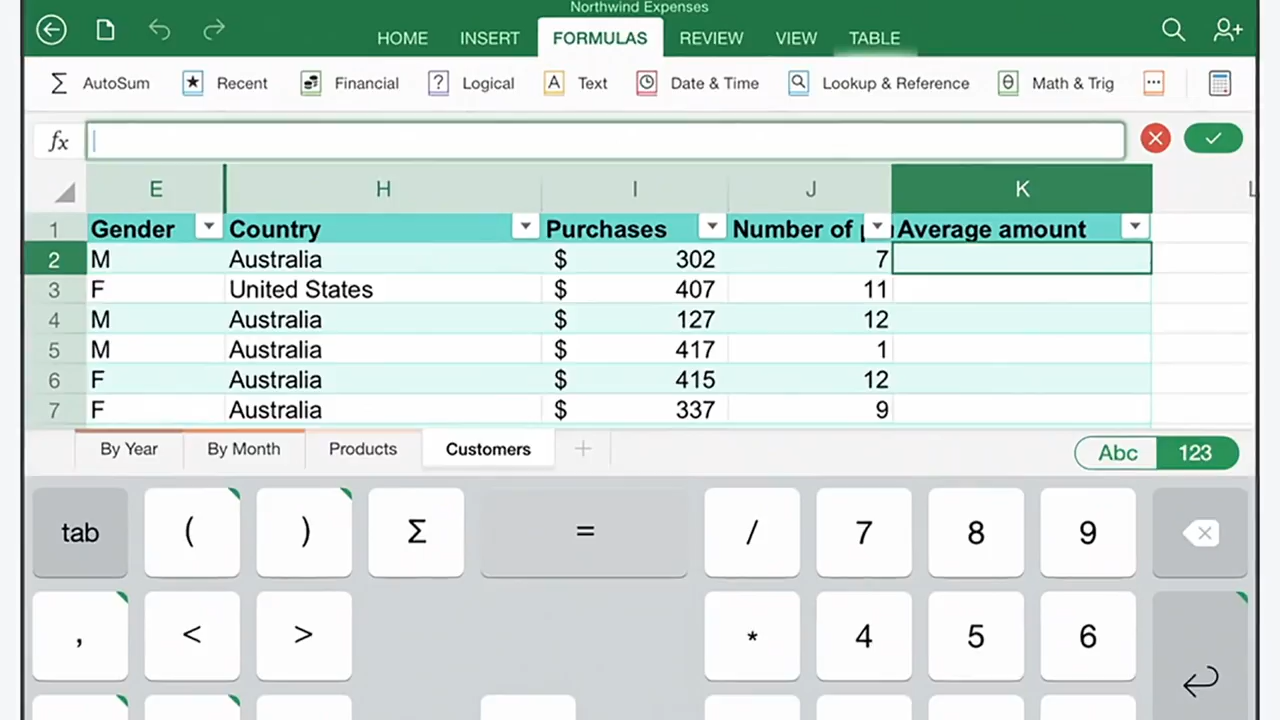 Northwind Expenses
HOME INSERT FORMULAS REVIEW VIEW TABLE
Σ AutoSum Recent Financial ? Logical A Text Date & Time Lookup & Reference θ Math & Trig ...
fx
E H I J K L
1 Gender Country Purchases Number of Average amount
2 M Australia $ 302 7
3 F United States $ 407 11
4 M Australia $ 127 12
5 M Australia $ 417 1
6 F Australia $ 415 12
7 F Australia $ 337 9
By Year By Month Products Customers + Abc 123
tab ( ) Σ = / 7 8 9
, < > * 4 5 6